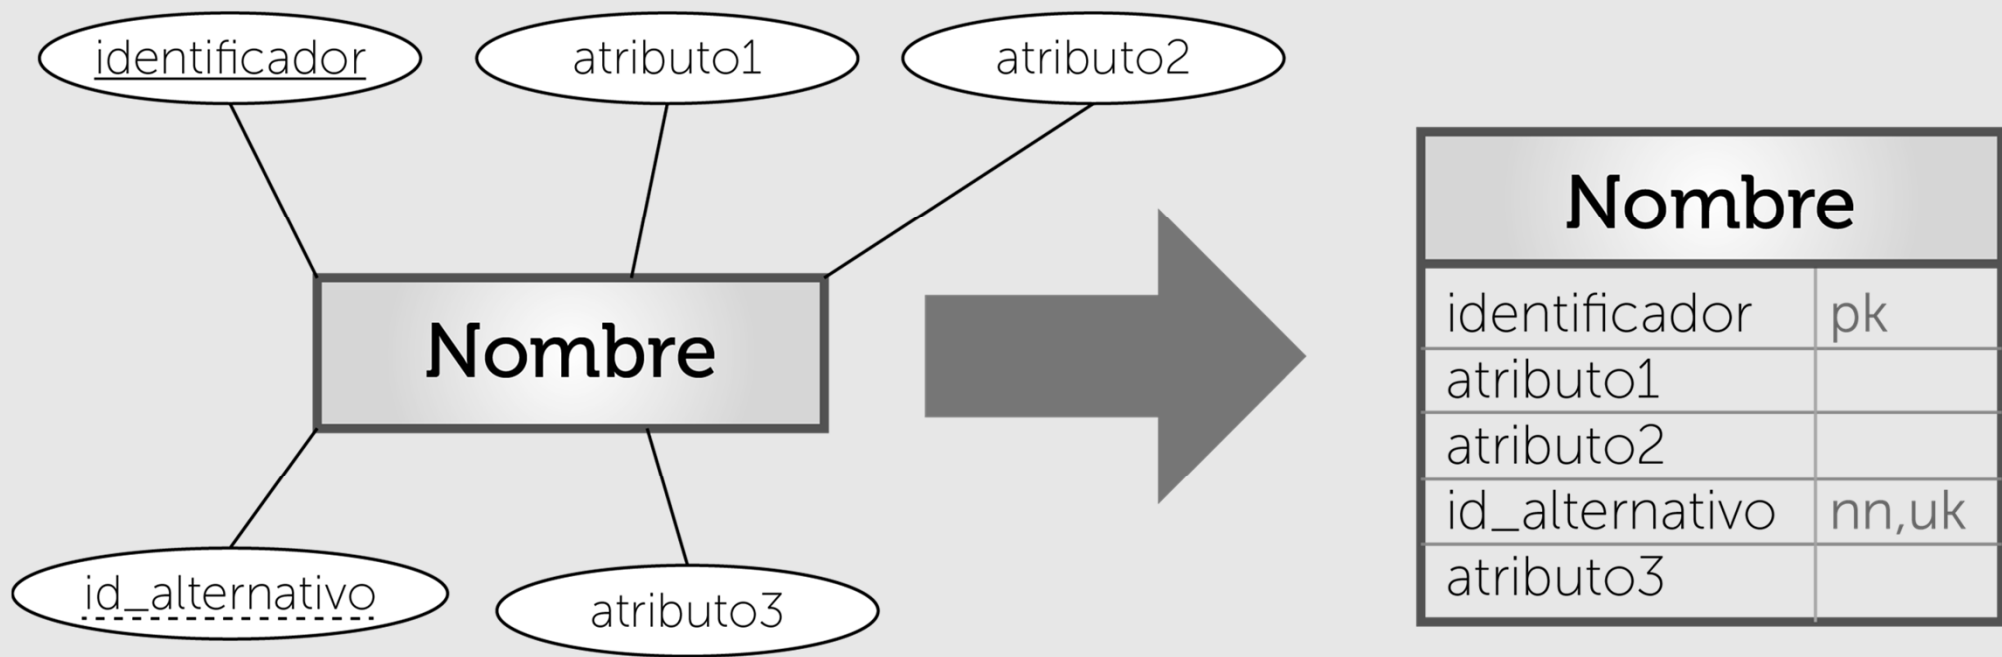 identificador
atributo1
atributo2
Nombre
id_alternativo
atributo3
Nombre
identificador pk
atributo1
atributo2
id_alternativo nn,uk
atributo3